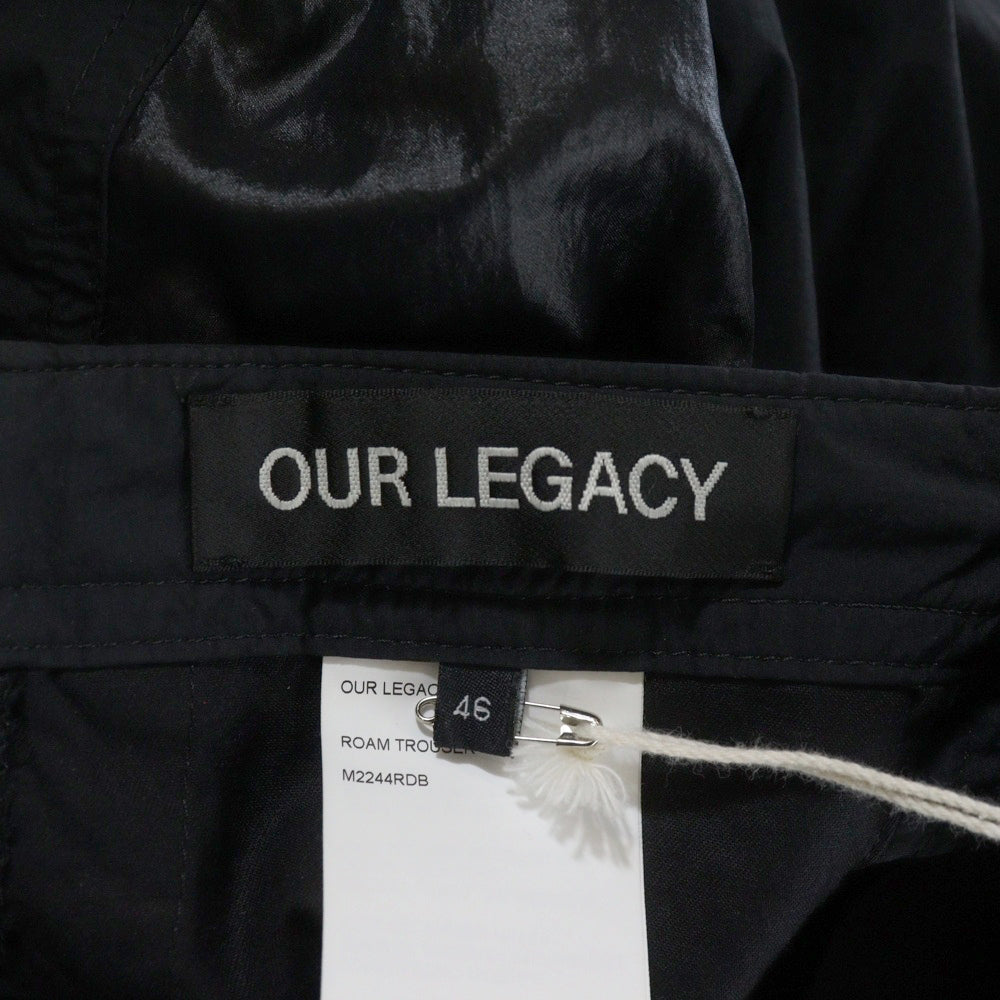 OUR LEGACY
OUR LEGAC
46
ROAM TROUSER
M2244RDB